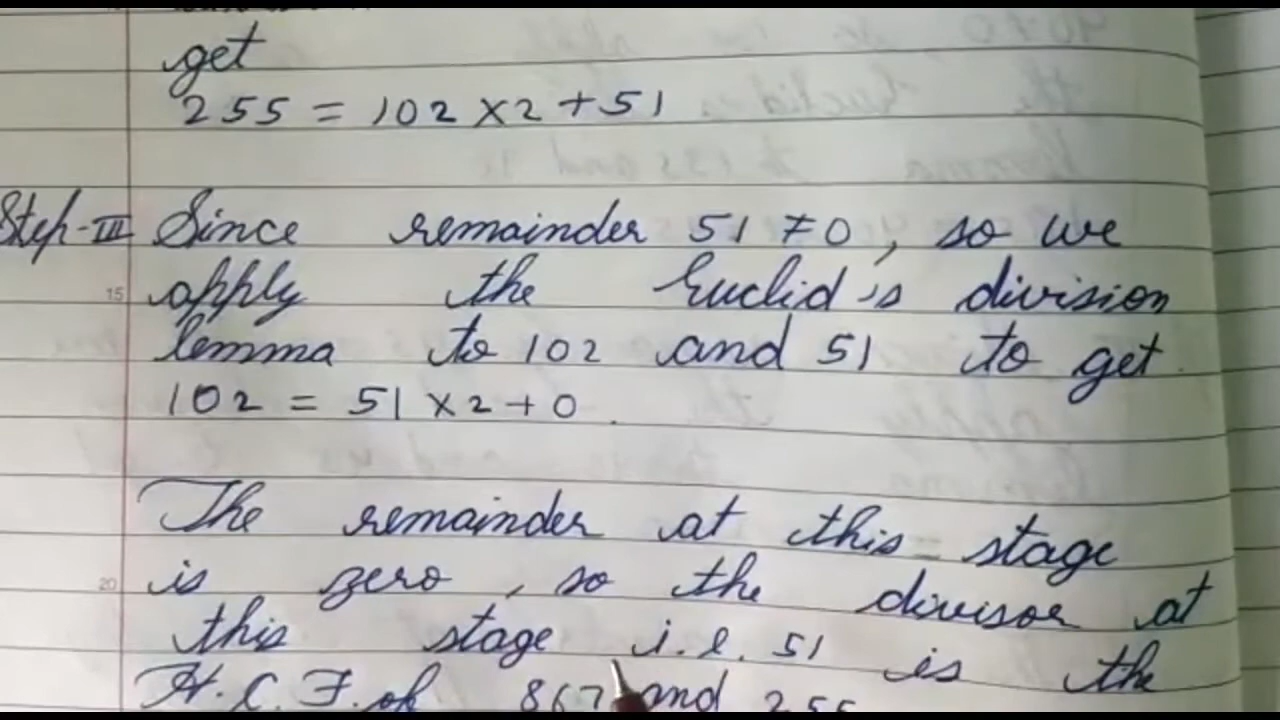 get
255 = 102 × 2 + 51
Step-III Since remainder 51 ≠ 0, so we
15 apply the Euclid's division
lemma to 102 and 51 to get
102 = 51 × 2 + 0
The remainder at this stage
20 is zero, so the divisor at
this stage i.e. 51 is the
H.C.F. of 867 and 255